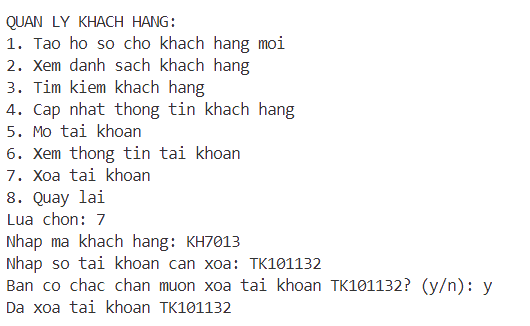 QUAN LY KHACH HANG:
1. Tao ho so cho khach hang moi
2. Xem danh sach khach hang
3. Tim kiem khach hang
4. Cap nhat thong tin khach hang
5. Mo tai khoan
6. Xem thong tin tai khoan
7. Xoa tai khoan
8. Quay lai
Lua chon: 7
Nhap ma khach hang: KH7013
Nhap so tai khoan can xoa: TK101132
Ban co chac chan muon xoa tai khoan TK101132? (y/n): y
Da xoa tai khoan TK101132